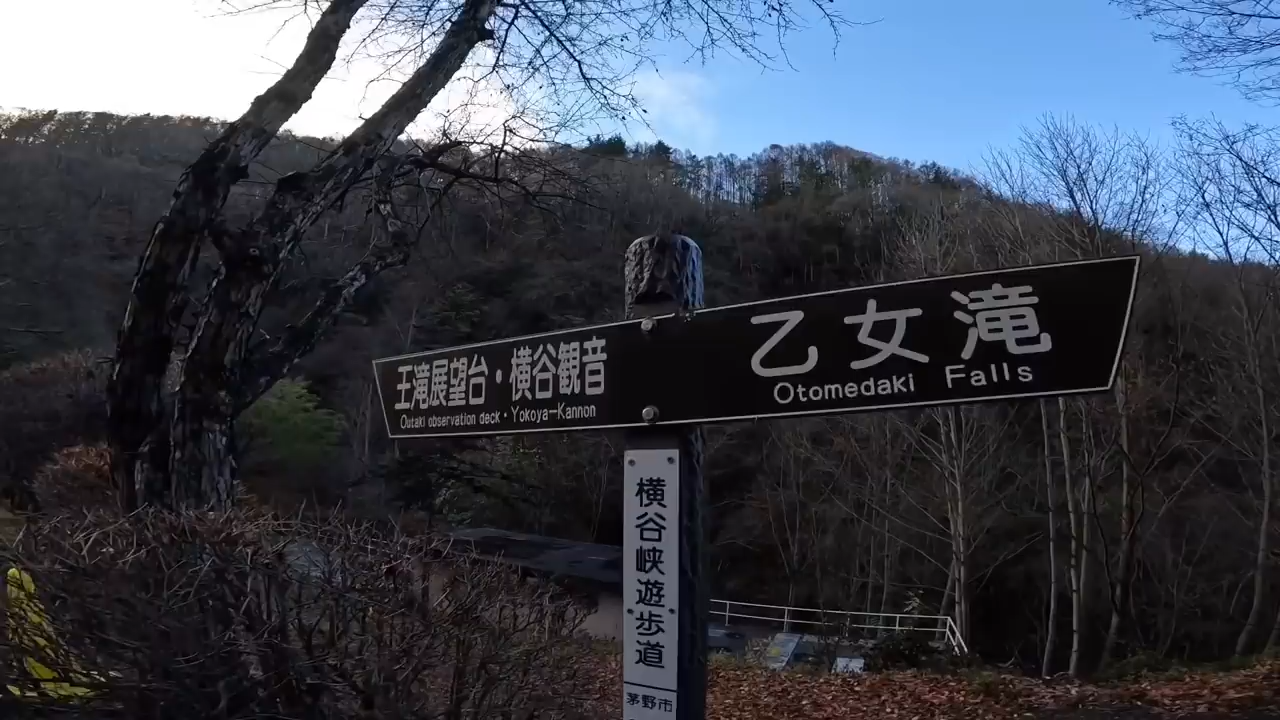 王滝展望台・横谷観音
Outaki observation deck・Yokoya-Kannon
乙女滝
Otomedaki Falls
横谷峡遊歩道
茅野市